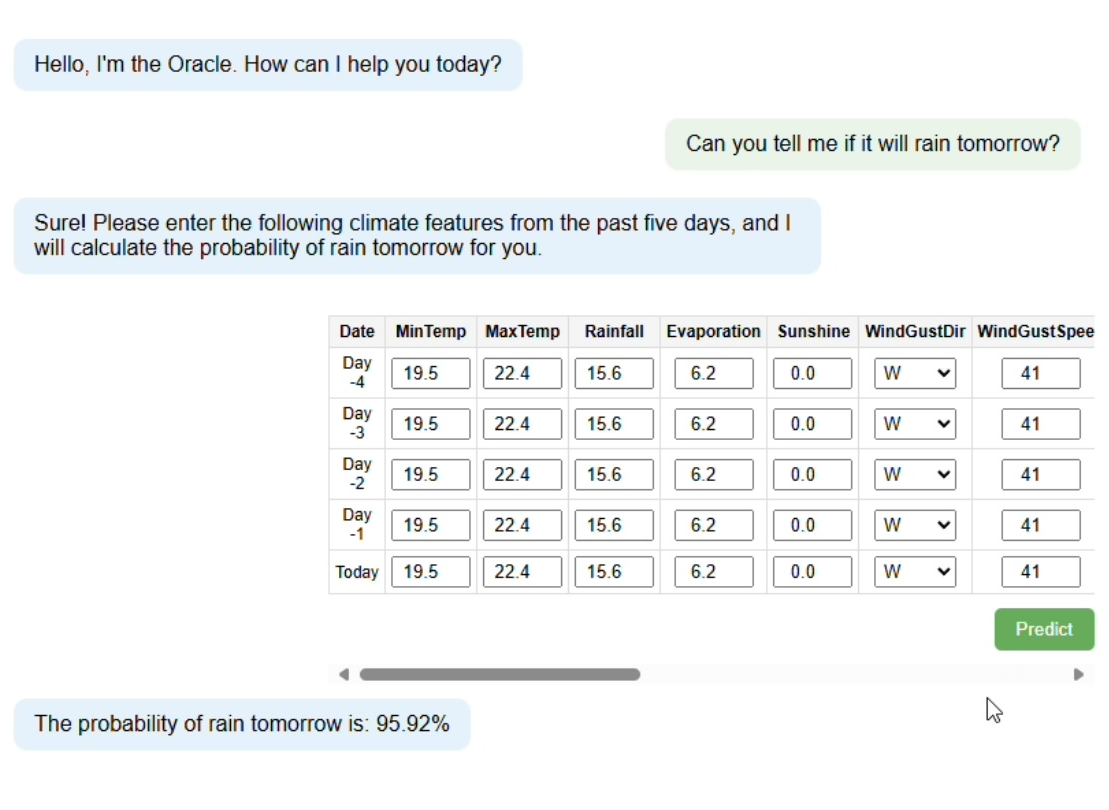 Hello, I'm the Oracle. How can I help you today?
Can you tell me if it will rain tomorrow?
Sure! Please enter the following climate features from the past five days, and I
will calculate the probability of rain tomorrow for you.
Date MinTemp MaxTemp Rainfall Evaporation Sunshine WindGustDir WindGustSpee
Day
-4 19.5 22.4 15.6 6.2 0.0 W 41
Day
-3 19.5 22.4 15.6 6.2 0.0 W 41
Day
-2 19.5 22.4 15.6 6.2 0.0 W 41
Day
-1 19.5 22.4 15.6 6.2 0.0 W 41
Today 19.5 22.4 15.6 6.2 0.0 W 41
Predict
The probability of rain tomorrow is: 95.92%